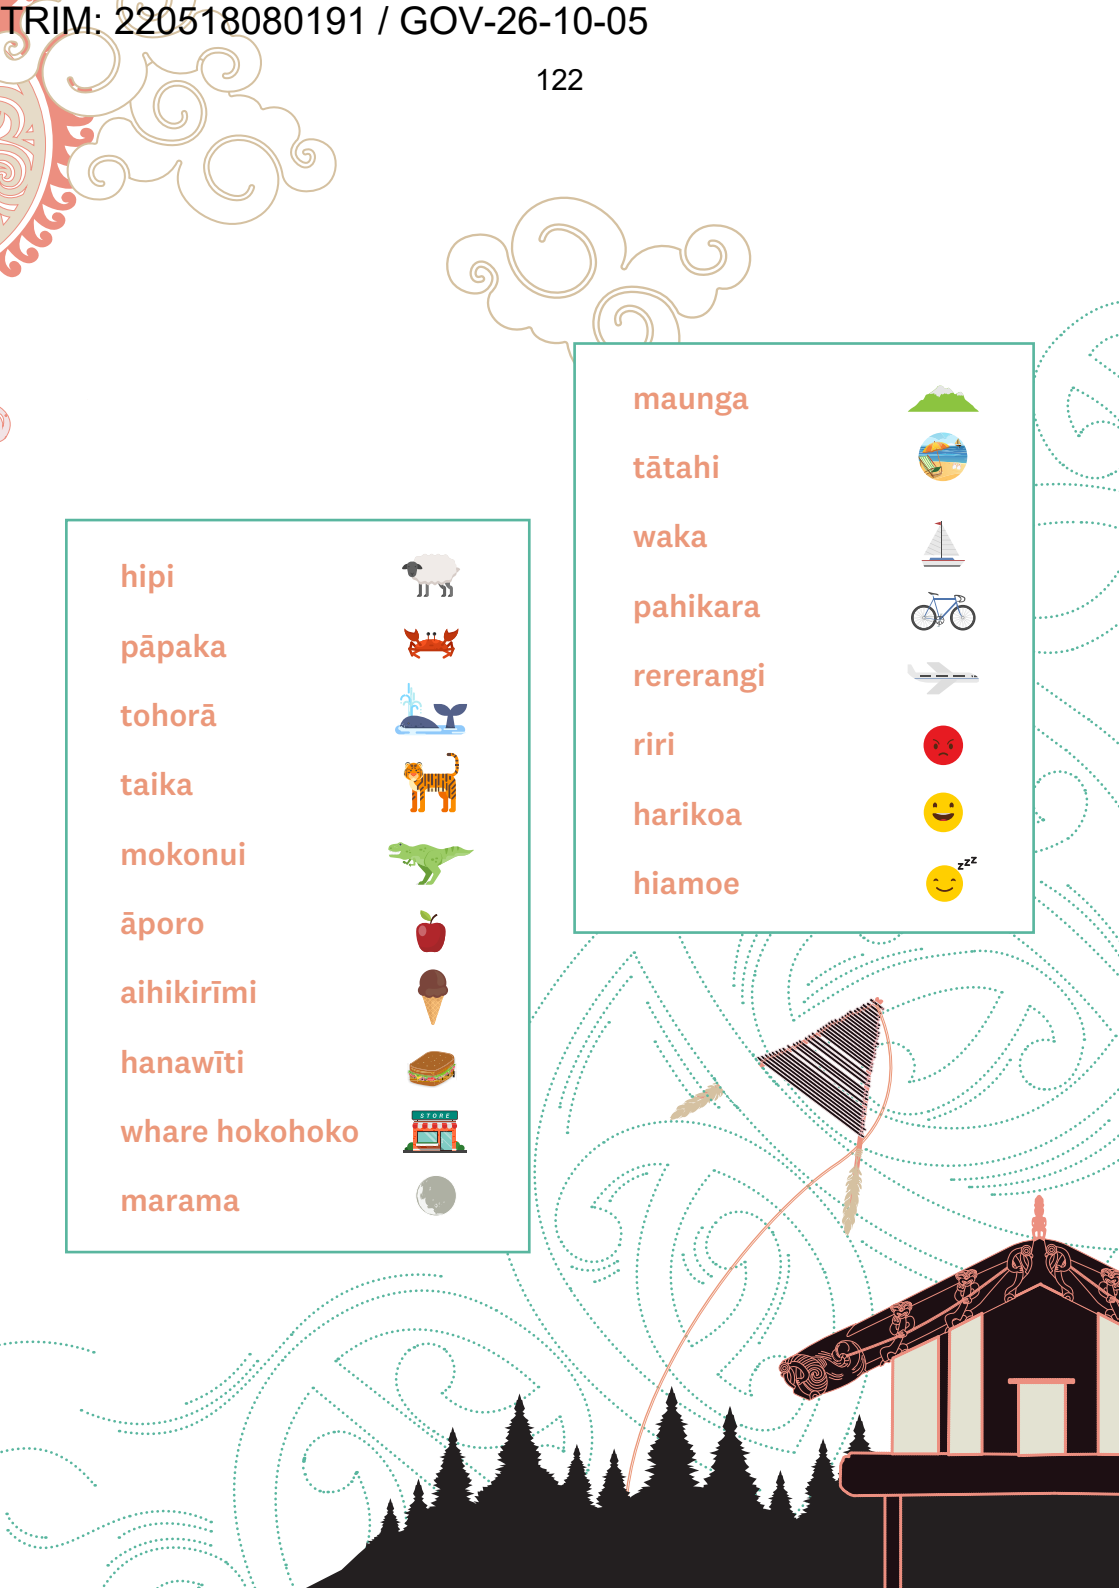 TRIM: 220518080191 / GOV-26-10-05
122
hipi
pāpaka
tohorā
taika
mokonui
āporo
aihikirīmi
hanawīti
whare hokohoko
STORE
marama
maunga
tātahi
waka
pahikara
rererangi
riri
harikoa
hiamoe
zzz